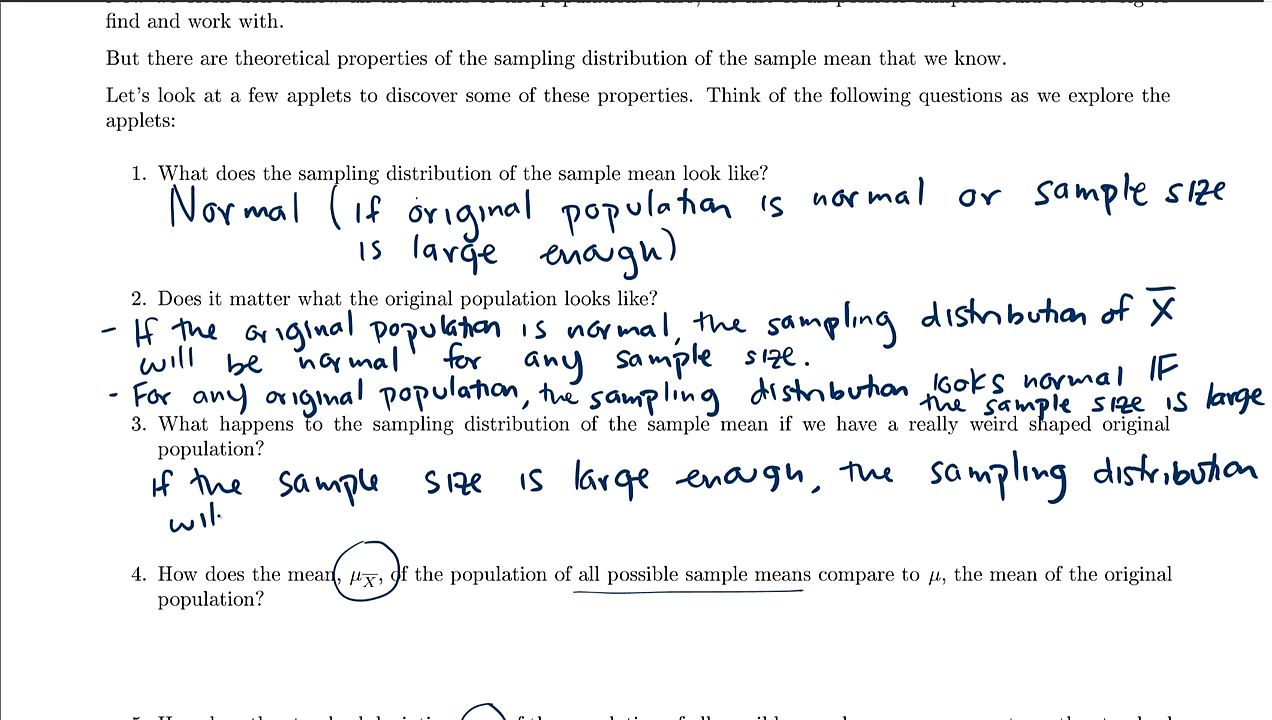 find and work with.
But there are theoretical properties of the sampling distribution of the sample mean that we know.
Let's look at a few applets to discover some of these properties. Think of the following questions as we explore the
applets:
1. What does the sampling distribution of the sample mean look like?
Normal (if original population is normal or sample size
is large enough)
2. Does it matter what the original population looks like?
- If the original population is normal, the sampling distribution of X̅
will be normal for any sample size.
- For any original population, the sampling distribution looks normal IF
the sample size is large
3. What happens to the sampling distribution of the sample mean if we have a really weird shaped original
population?
If the sample size is large enough, the sampling distribution
wil
4. How does the mean, μ_X̅, of the population of all possible sample means compare to μ, the mean of the original
population?